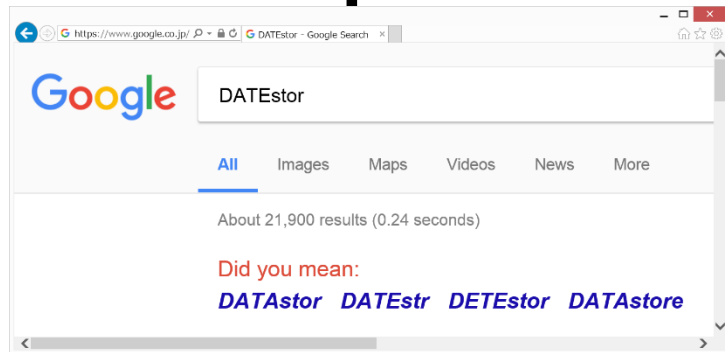 https://www.google.co.jp/ DATEstor - Google Search
Google DATEstor
All Images Maps Videos News More
About 21,900 results (0.24 seconds)
Did you mean:
DATAstor DATEstr DETEstor DATAstore